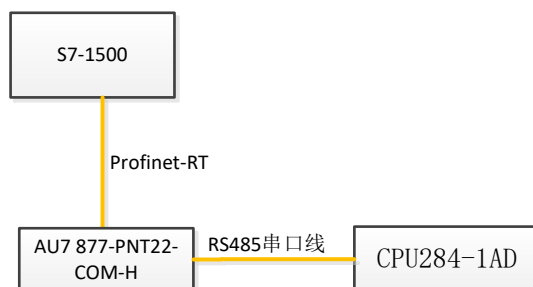 S7-1500
Profinet-RT
AU7 877-PNT22-
COM-H
RS485串口线
CPU284-1AD